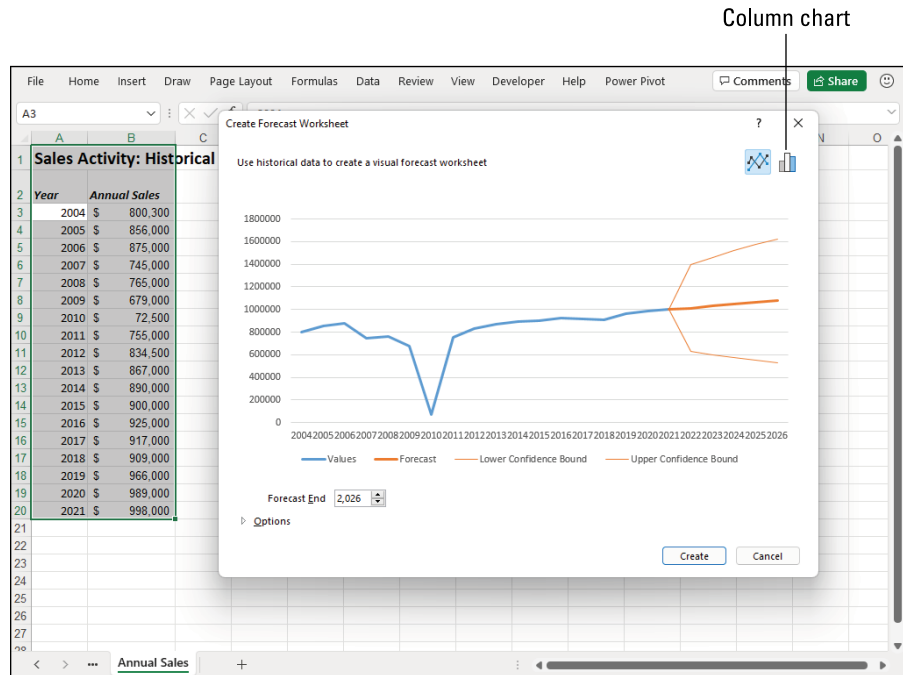 Column chart
File Home Insert Draw Page Layout Formulas Data Review View Developer Help Power Pivot Comments Share
A3
Create Forecast Worksheet ?
A B C N O
1 Sales Activity: Historical
Use historical data to create a visual forecast worksheet
2 Year Annual Sales
3 2004 $ 800,300
4 2005 $ 856,000
5 2006 $ 875,000
6 2007 $ 745,000
7 2008 $ 765,000
8 2009 $ 679,000
9 2010 $ 72,500
10 2011 $ 755,000
11 2012 $ 834,500
12 2013 $ 867,000
13 2014 $ 890,000
14 2015 $ 900,000
15 2016 $ 925,000
16 2017 $ 917,000
17 2018 $ 909,000
18 2019 $ 966,000
19 2020 $ 989,000
20 2021 $ 998,000
21
22
23
24
25
26
27
1800000
1600000
1400000
1200000
1000000
800000
600000
400000
200000
0
2004 2005 2006 2007 2008 2009 2010 2011 2012 2013 2014 2015 2016 2017 2018 2019 2020 2021 2022 2023 2024 2025 2026
Values Forecast Lower Confidence Bound Upper Confidence Bound
Forecast End 2,026
Options
Create Cancel
Annual Sales